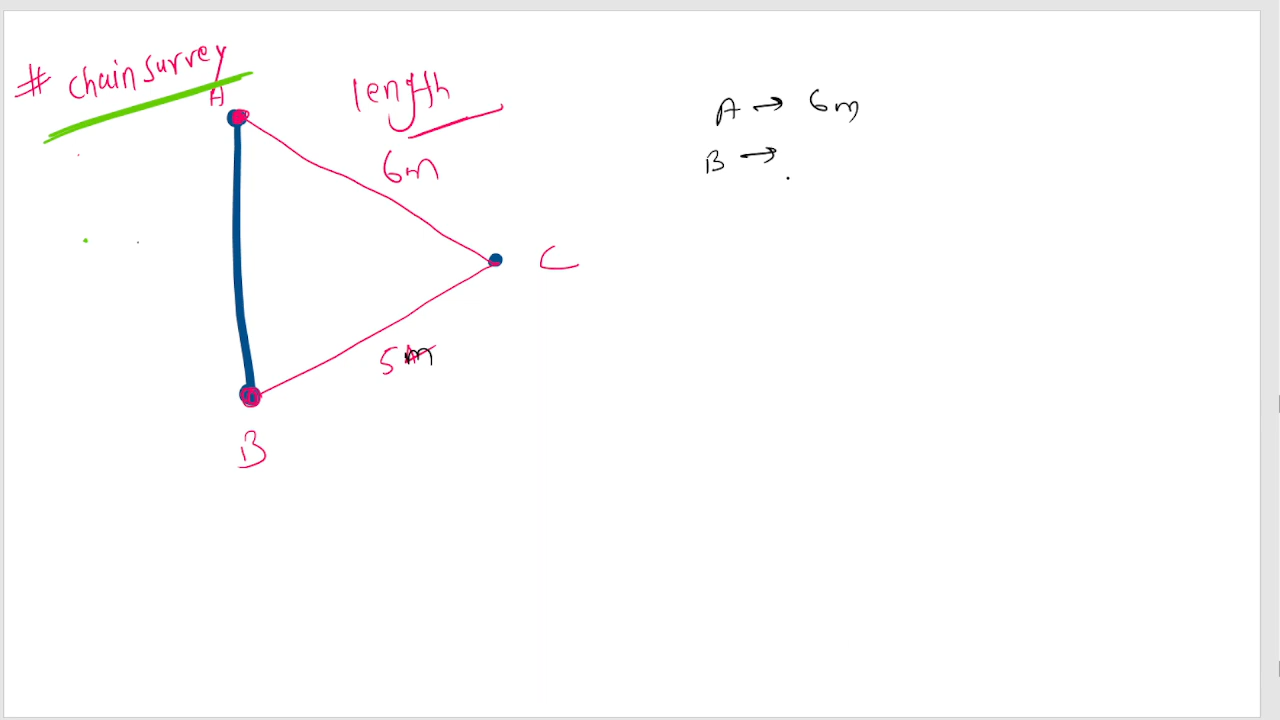 # chain survey
A
length
6m
C
5m
B
A → 6m
B →